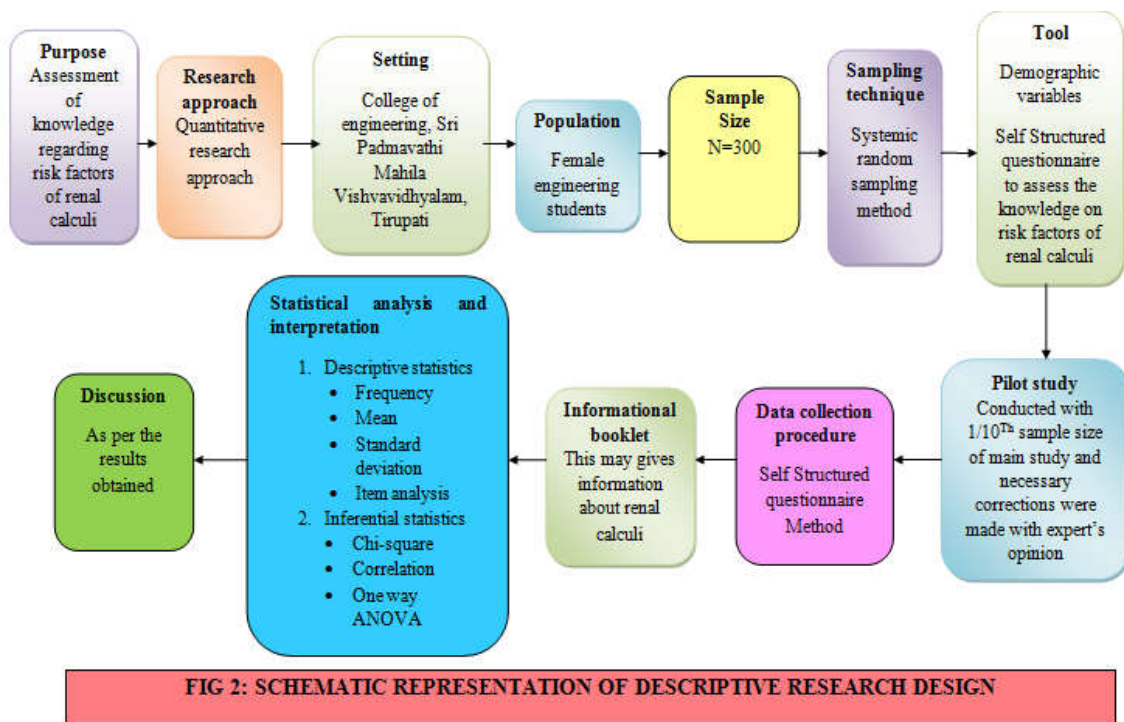 Purpose
Assessment
of
knowledge
regarding
risk factors
of renal
calculi
Research
approach
Quantitative
research
approach
Setting
College of
engineering, Sri
Padmavathi
Mahila
Vishvavidhyalam,
Tirupati
Population
Female
engineering
students
Sample
Size
N=300
Sampling
technique
Systemic
random
sampling
method
Tool
Demographic
variables
Self Structured
questionnaire
to assess the
knowledge on
risk factors of
renal calculi
Pilot study
Conducted with
1/10Th sample size
of main study and
necessary
corrections were
made with expert's
opinion
Data collection
procedure
Self Structured
questionnaire
Method
Informational
booklet
This may gives
information
about renal
calculi
Statistical analysis and
interpretation
1. Descriptive statistics
• Frequency
• Mean
• Standard
deviation
• Item analysis
2. Inferential statistics
• Chi-square
• Correlation
• One way
ANOVA
Discussion
As per the
results
obtained
FIG 2: SCHEMATIC REPRESENTATION OF DESCRIPTIVE RESEARCH DESIGN